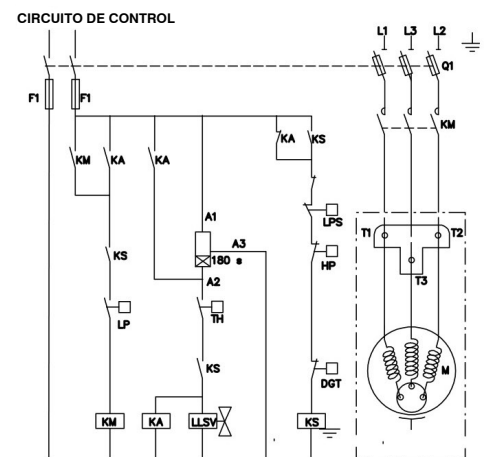 CIRCUITO DE CONTROL
L1 L3 L2
Q1
F1 F1
KM
KM KA KA KA KS
A1
LPS
T1 T2
A3
KS 180 s HP
A2 T3
LP TH
KS DGT M
KM KA LLSV KS